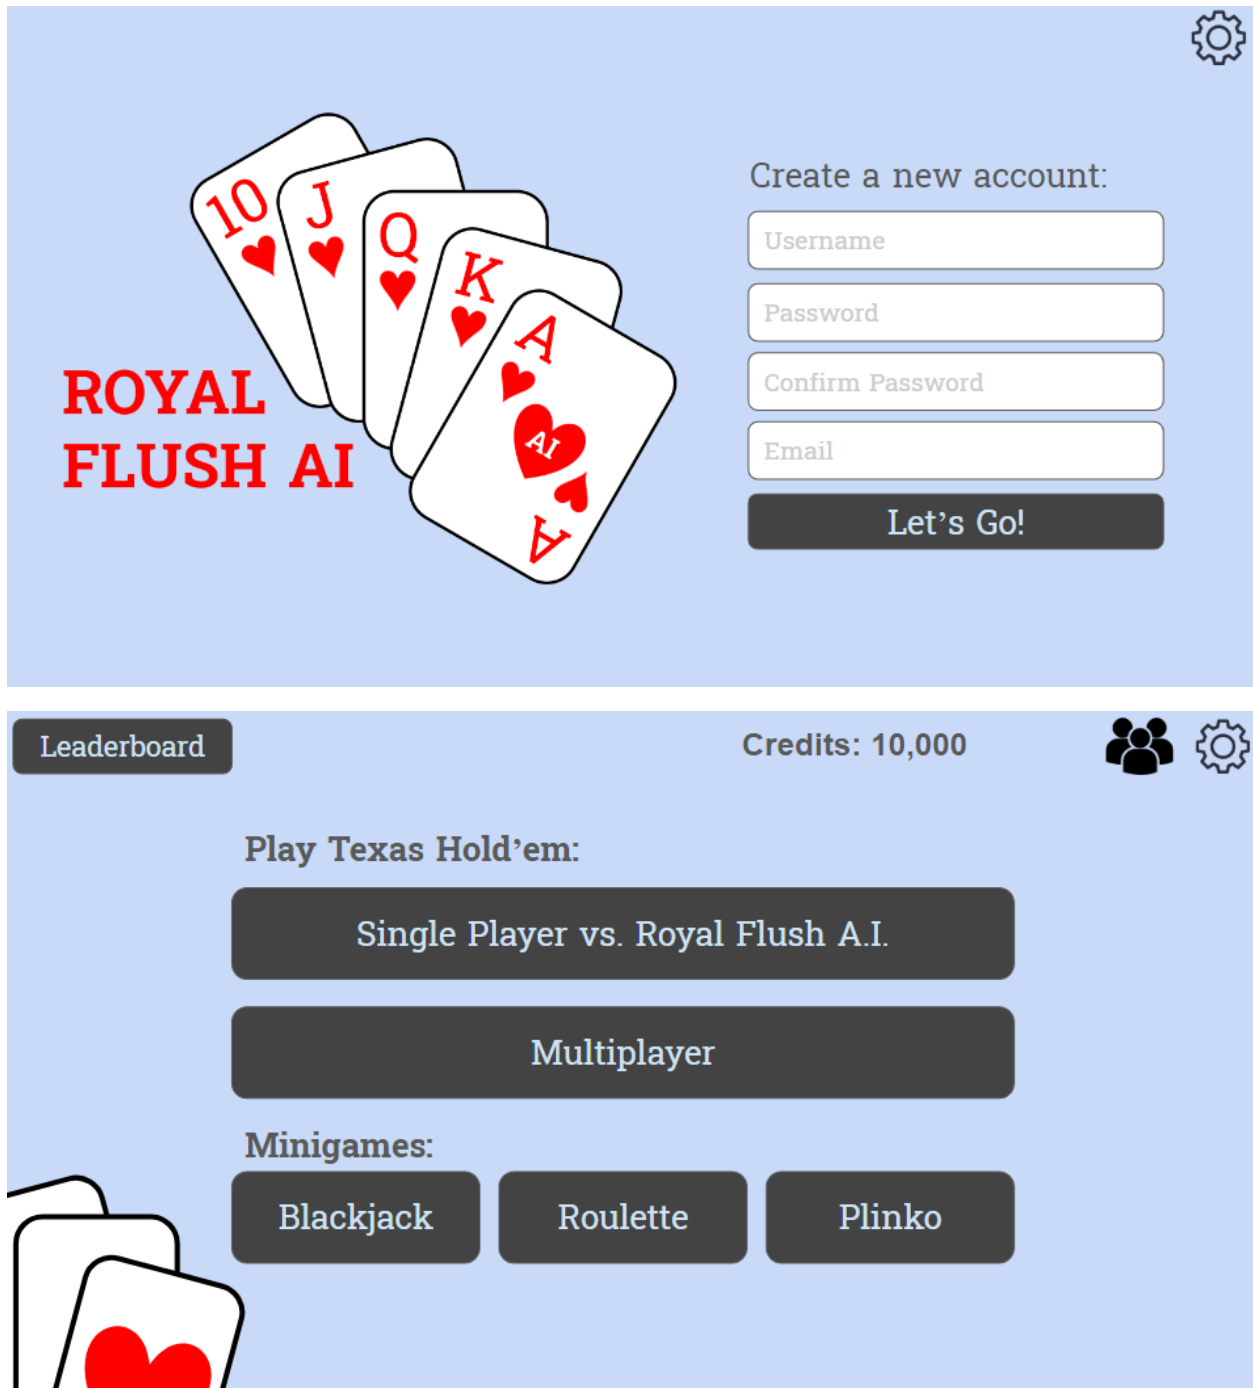 10
J
Q
K
A
AI
A
ROYAL
FLUSH AI
Create a new account:
Username
Password
Confirm Password
Email
Let’s Go!
Leaderboard
Credits: 10,000
Play Texas Hold’em:
Single Player vs. Royal Flush A.I.
Multiplayer
Minigames:
Blackjack
Roulette
Plinko